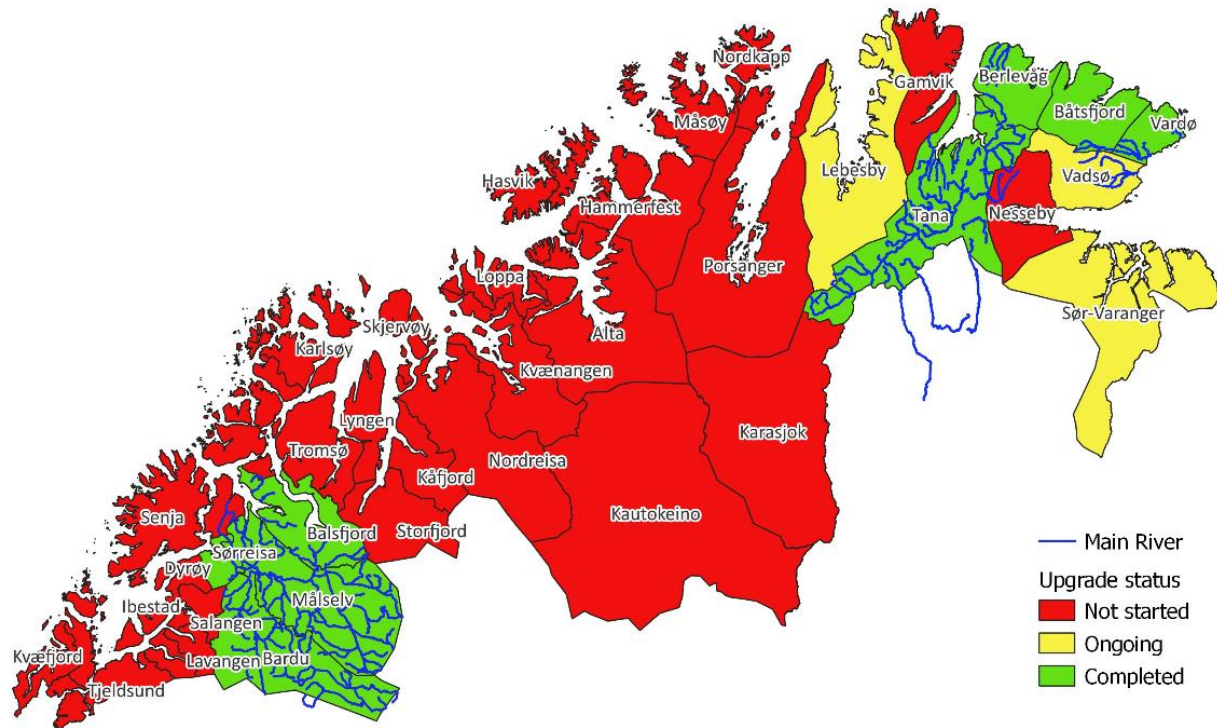 Nordkapp
Gamvik
Berlevåg
Båtsfjord
Vardø
Måsøy
Lebesby
Vadsø
Hasvik
Hammerfest
Tana
Nesseby
Porsanger
Loppa
Sør-Varanger
Skjervøy
Alta
Karlsøy
Kvænangen
Lyngen
Karasjok
Tromsø
Nordreisa
Kåfjord
Kautokeino
Senja
Balsfjord
Storfjord
Sørreisa
Dyrøy
Målselv
Ibestad
Salangen
Kvæfjord
Lavangen
Bardu
Tjeldsund
Main River
Upgrade status
Not started
Ongoing
Completed